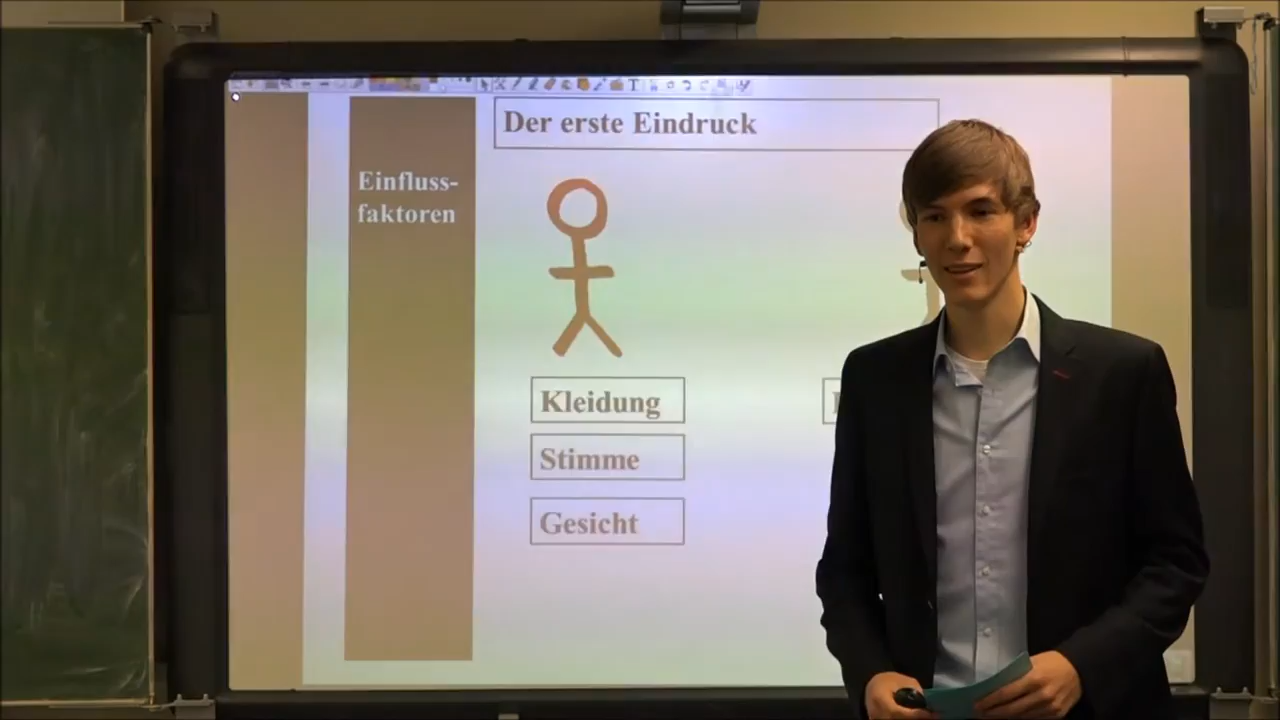 Der erste Eindruck
Einfluss-
faktoren
Kleidung
Stimme
Gesicht